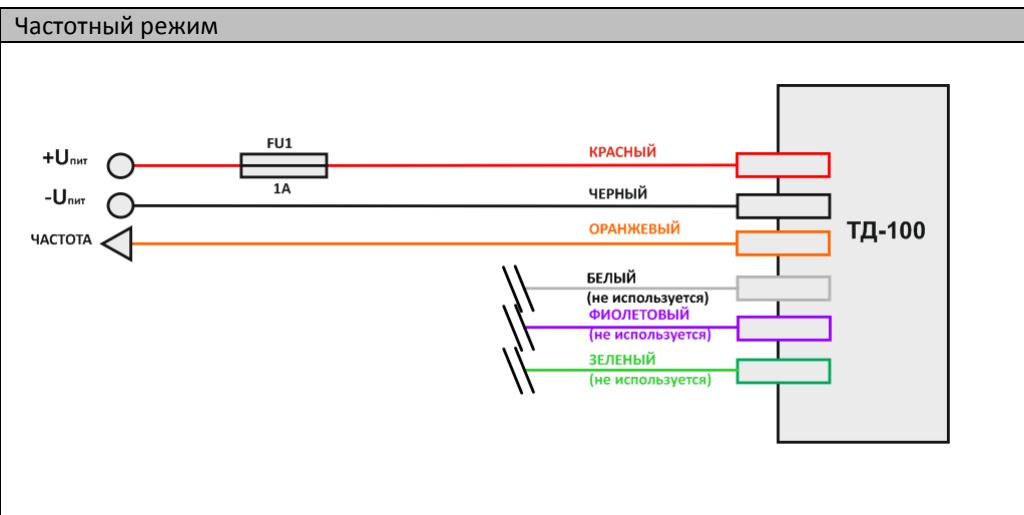 Частотный режим
FU1
+Uпит
КРАСНЫЙ
1А
-Uпит
ЧЕРНЫЙ
ЧАСТОТА
ОРАНЖЕВЫЙ
ТД-100
БЕЛЫЙ
(не используется)
ФИОЛЕТОВЫЙ
(не используется)
ЗЕЛЕНЫЙ
(не используется)